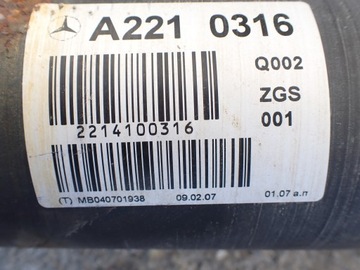 A221 0316
Q002
ZGS
001
2214100316
(T) MB040701938 09.02.07 01.07 a.n